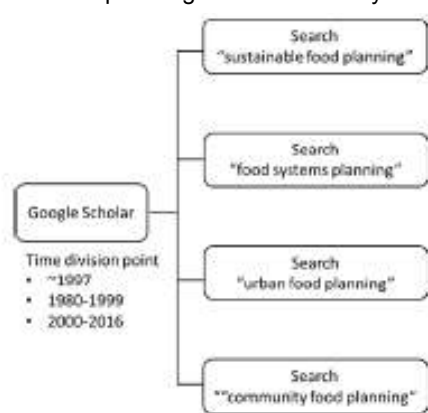 Search
"sustainable food planning"
Search
"food systems planning"
Google Scholar
Time division point
• ~1997
• 1980-1999
• 2000-2016
Search
"urban food planning"
Search
""community food planning"